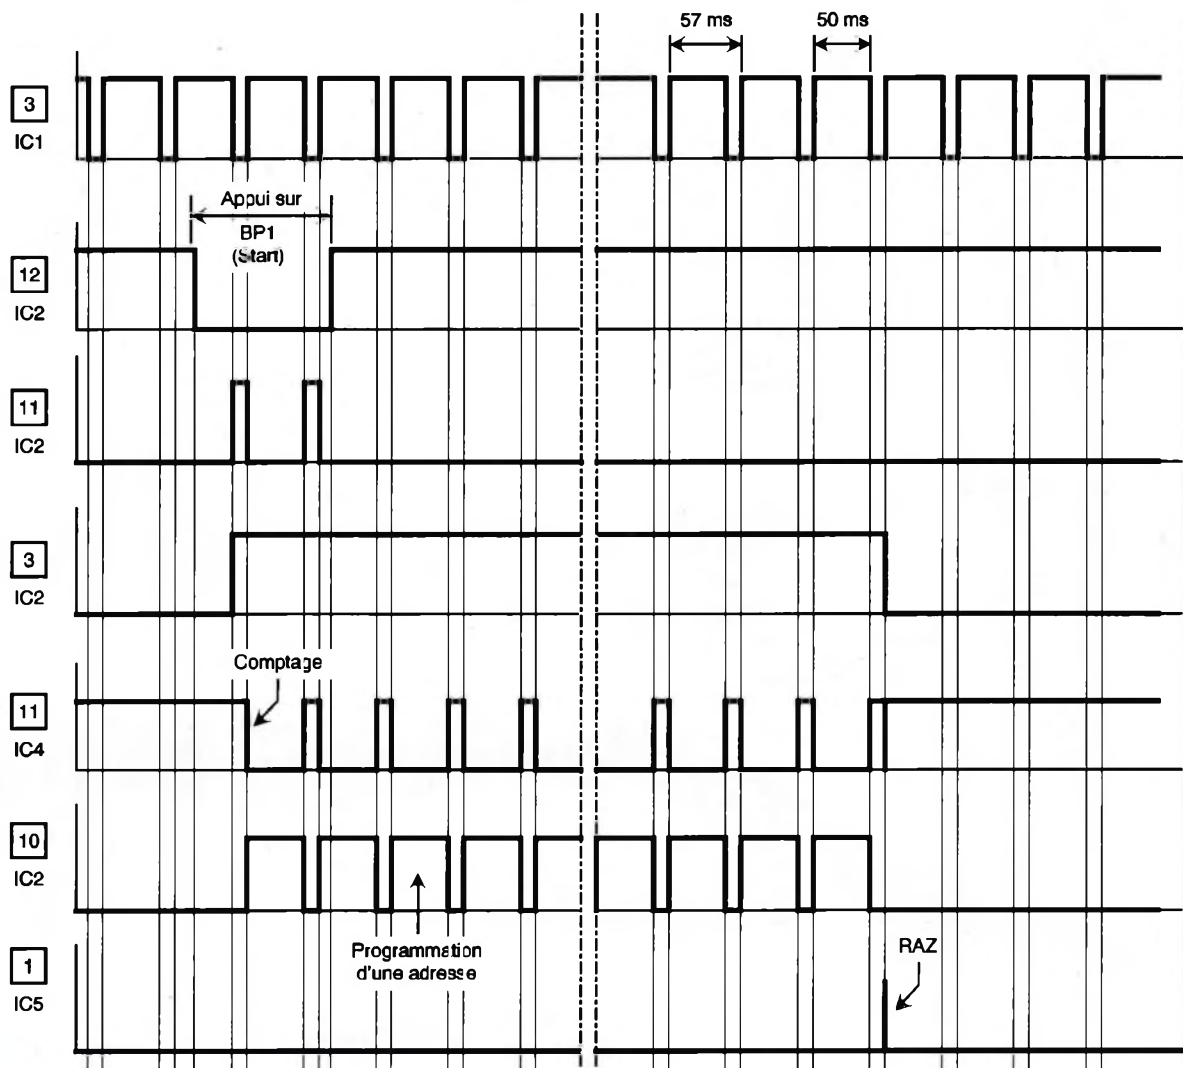 57 ms
50 ms
3
IC1
Appui sur
BP1
(Start)
12
IC2
11
IC2
3
IC2
Comptage
11
IC4
10
IC2
Programmation
d'une adresse
RAZ
1
IC5